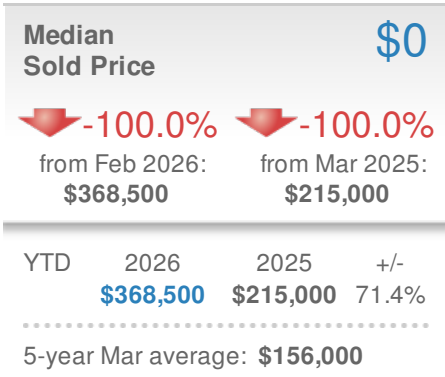 Median $0
Sold Price
-100.0% -100.0%
from Feb 2026: from Mar 2025:
$368,500 $215,000
YTD 2026 2025 +/-
$368,500 $215,000 71.4%
5-year Mar average: $156,000